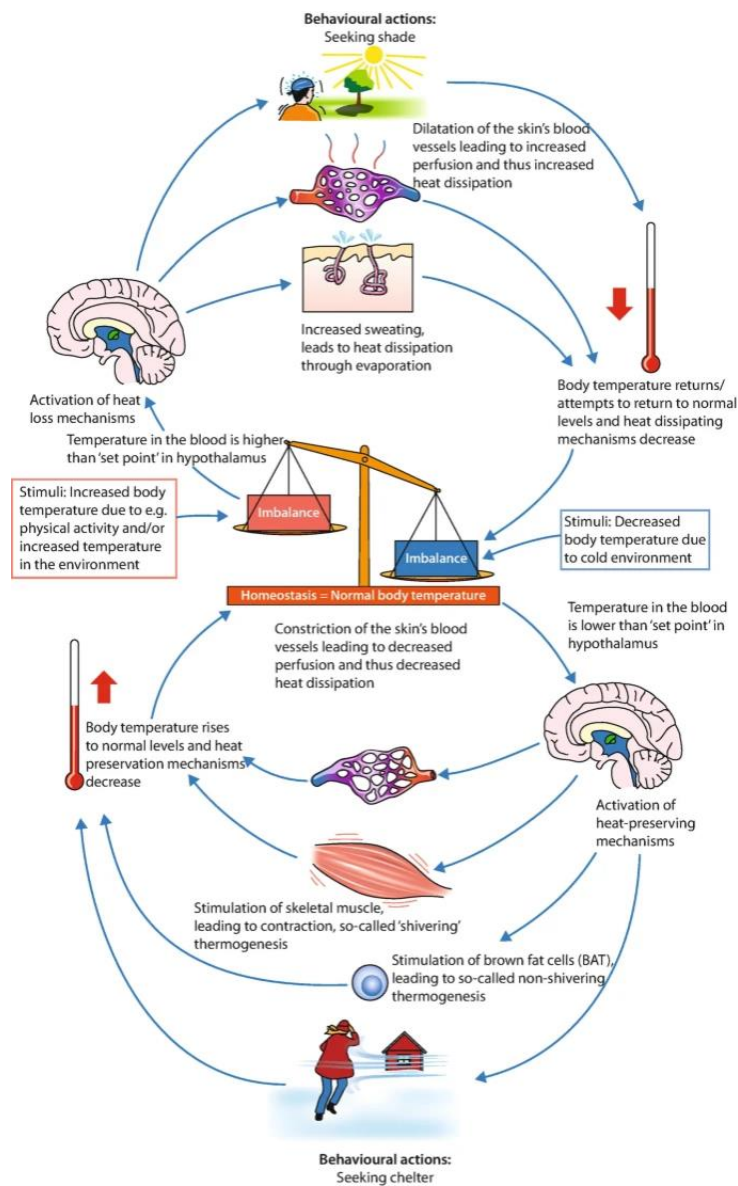 Behavioural actions:
Seeking shade
Dilatation of the skin's blood
vessels leading to increased
perfusion and thus increased
heat dissipation
Increased sweating,
leads to heat dissipation
through evaporation
Activation of heat
loss mechanisms
Body temperature returns/
attempts to return to normal
levels and heat dissipating
mechanisms decrease
Temperature in the blood is higher
than 'set point' in hypothalamus
Stimuli: Increased body
temperature due to e.g.
physical activity and/or
increased temperature
in the environment
Imbalance
Imbalance
Stimuli: Decreased
body temperature due
to cold environment
Homeostasis = Normal body temperature
Temperature in the blood
is lower than 'set point' in
hypothalamus
Constriction of the skin's blood
vessels leading to decreased
perfusion and thus decreased
heat dissipation
Body temperature rises
to normal levels and heat
preservation mechanisms
decrease
Activation of
heat-preserving
mechanisms
Stimulation of skeletal muscle,
leading to contraction, so-called 'shivering'
thermogenesis
Stimulation of brown fat cells (BAT),
leading to so-called non-shivering
thermogenesis
Behavioural actions:
Seeking chelter